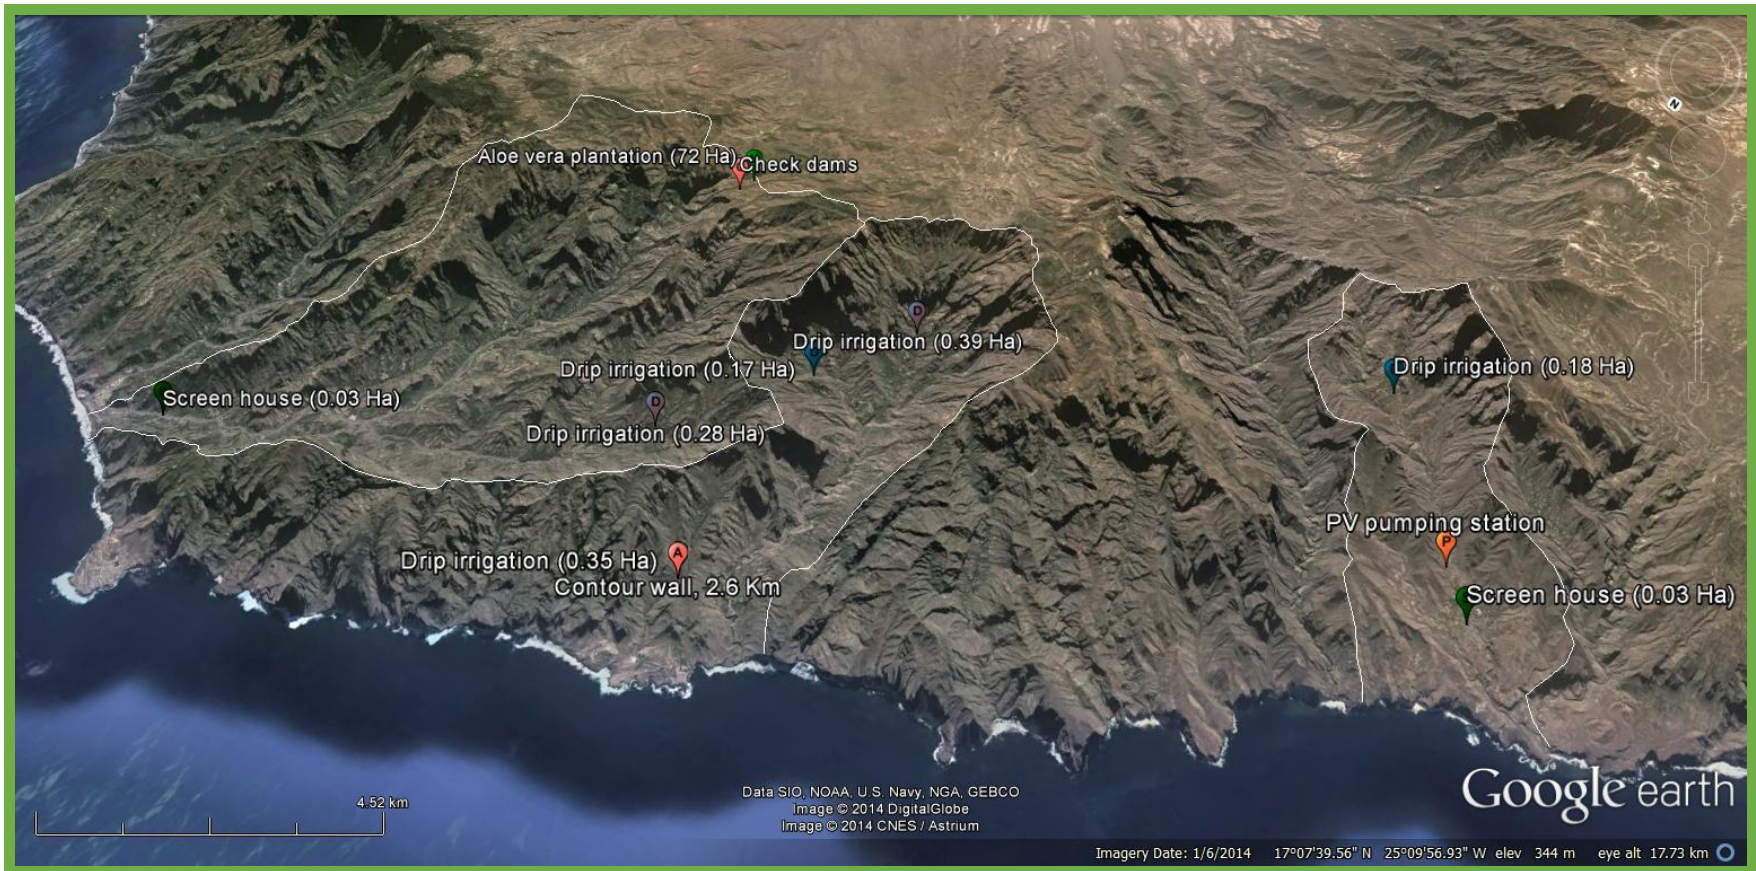 N
Aloe vera plantation (72 Ha)
Check dams
D
Drip irrigation (0.39 Ha)
Drip irrigation (0.17 Ha)
Drip irrigation (0.18 Ha)
Screen house (0.03 Ha)
D
Drip irrigation (0.28 Ha)
PV pumping station
P
A
Drip irrigation (0.35 Ha)
Contour wall, 2.6 Km
Screen house (0.03 Ha)
4.52 km
Data SIO, NOAA, U.S. Navy, NGA, GEBCO
Image © 2014 DigitalGlobe
Image © 2014 CNES / Astrium
Google earth
Imagery Date: 1/6/2014 17°07'39.56" N 25°09'56.93" W elev 344 m eye alt 17.73 km